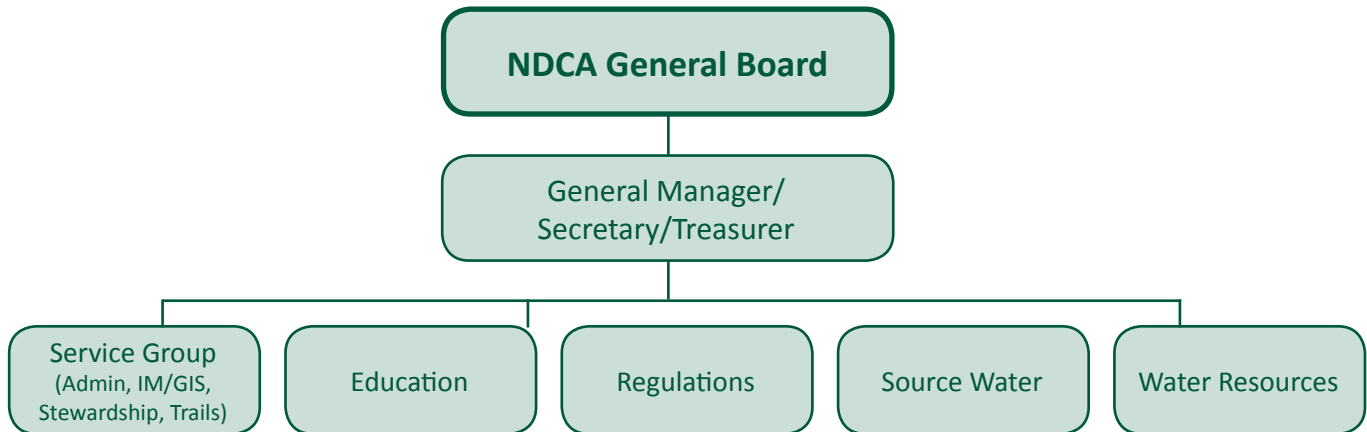 NDCA General Board
General Manager/
Secretary/Treasurer
Service Group
(Admin, IM/GIS,
Stewardship, Trails)
Education
Regulations
Source Water
Water Resources